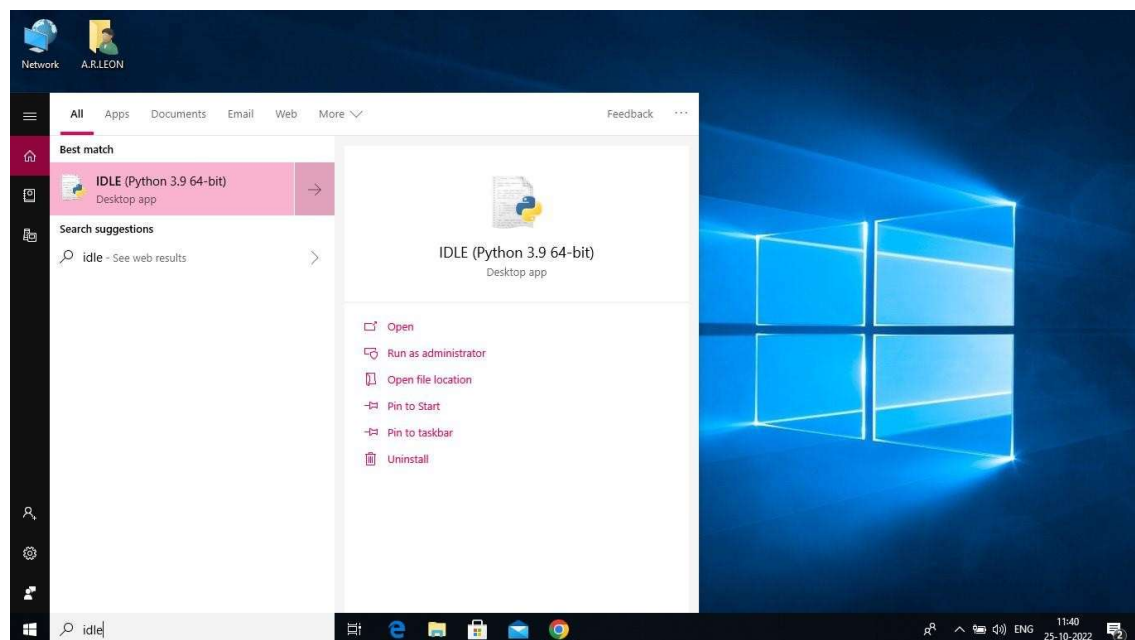 Network
A.R.LEON
All Apps Documents Email Web More
Feedback ...
Best match
IDLE (Python 3.9 64-bit)
Desktop app
Search suggestions
idle - See web results
IDLE (Python 3.9 64-bit)
Desktop app
Open
Run as administrator
Open file location
Pin to Start
Pin to taskbar
Uninstall
idle
ENG
11:40
25-10-2022
2